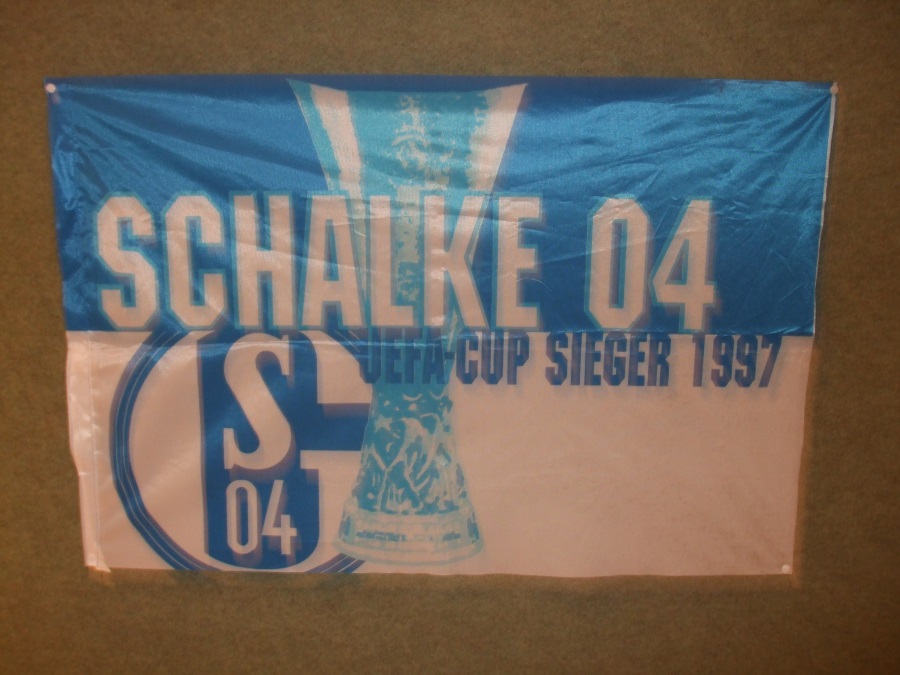 SCHALKE 04
UEFA-CUP SIEGER 1997
S
04